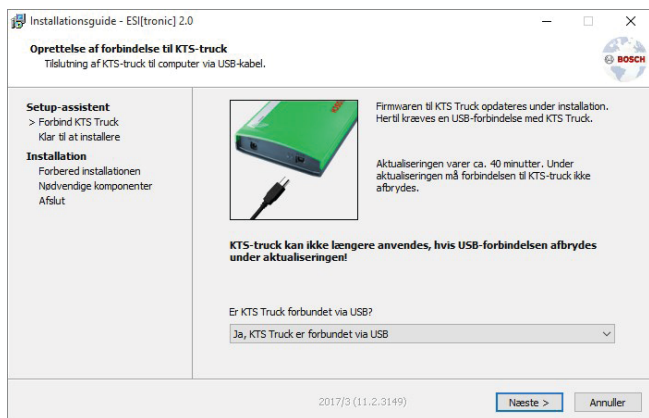 Installationsguide - ESI[tronic] 2.0
Oprettelse af forbindelse til KTS-truck
Tilslutning af KTS-truck til computer via USB-kabel.
BOSCH
Setup-assistent
> Forbind KTS Truck
Klar til at installere
Installation
Forbered installationen
Nødvendige komponenter
Afslut
Firmwaren til KTS Truck opdateres under installation.
Hertil kræves en USB-forbindelse med KTS Truck.
Aktualiseringen varer ca. 40 minutter. Under
aktualiseringen må forbindelsen til KTS-truck ikke
afbrydes.
KTS-truck kan ikke længere anvendes, hvis USB-forbindelsen afbrydes
under aktualiseringen!
Er KTS Truck forbundet via USB?
Ja, KTS Truck er forbundet via USB
2017/3 (11.2.3149)
Næste >
Annuller